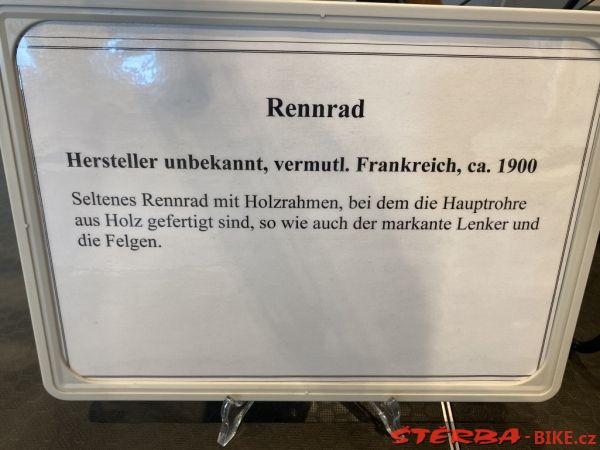 Rennrad
Hersteller unbekannt, vermutl. Frankreich, ca. 1900
Seltenes Rennrad mit Holzrahmen, bei dem die Hauptrohre
aus Holz gefertigt sind, so wie auch der markante Lenker und
die Felgen.
ŠTĚRBA-BIKE.cz